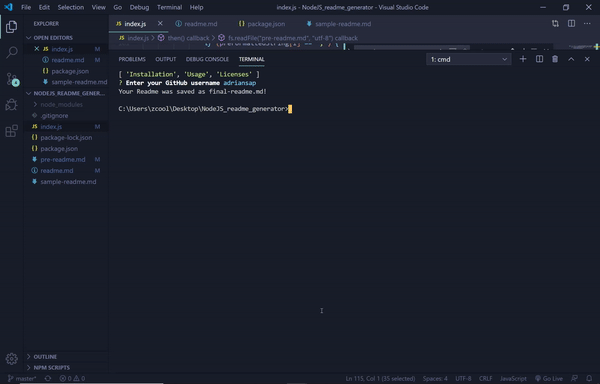 File Edit Selection View Go Debug Terminal Help
index.js - NodeJS_readme_generator - Visual Studio Code
EXPLORER
JS index.js
readme.md
{} package.json
sample-readme.md
OPEN EDITORS
JS index.js M
readme.md M
{} package.json
sample-readme.md
JS index.js > then() callback > fs.readFile("pre-readme.md", "utf-8") callback
PROBLEMS OUTPUT DEBUG CONSOLE TERMINAL
1: cmd
[ 'Installation', 'Usage', 'Licenses' ]
? Enter your GitHub username adriansap
Your Readme was saved as final-readme.md!
C:\Users\zcool\Desktop\NodeJS_readme_generator>
NODEJS_README_GENER...
node_modules
.gitignore
JS index.js M
{} package-lock.json
{} package.json
pre-readme.md M
readme.md M
sample-readme.md
OUTLINE
NPM SCRIPTS
master* 0 0 Ln 115, Col 1 (35 selected) Spaces: 4 UTF-8 CRLF JavaScript Go Live